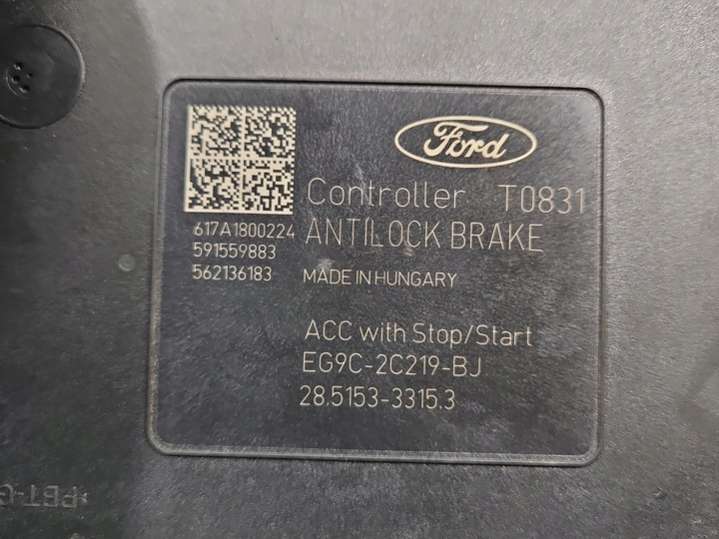 Ford
Controller T0831
ANTILOCK BRAKE
MADE IN HUNGARY
617A1800224
591559883
562136183
ACC with Stop/Start
EG9C-2C219-BJ
28.5153-3315.3